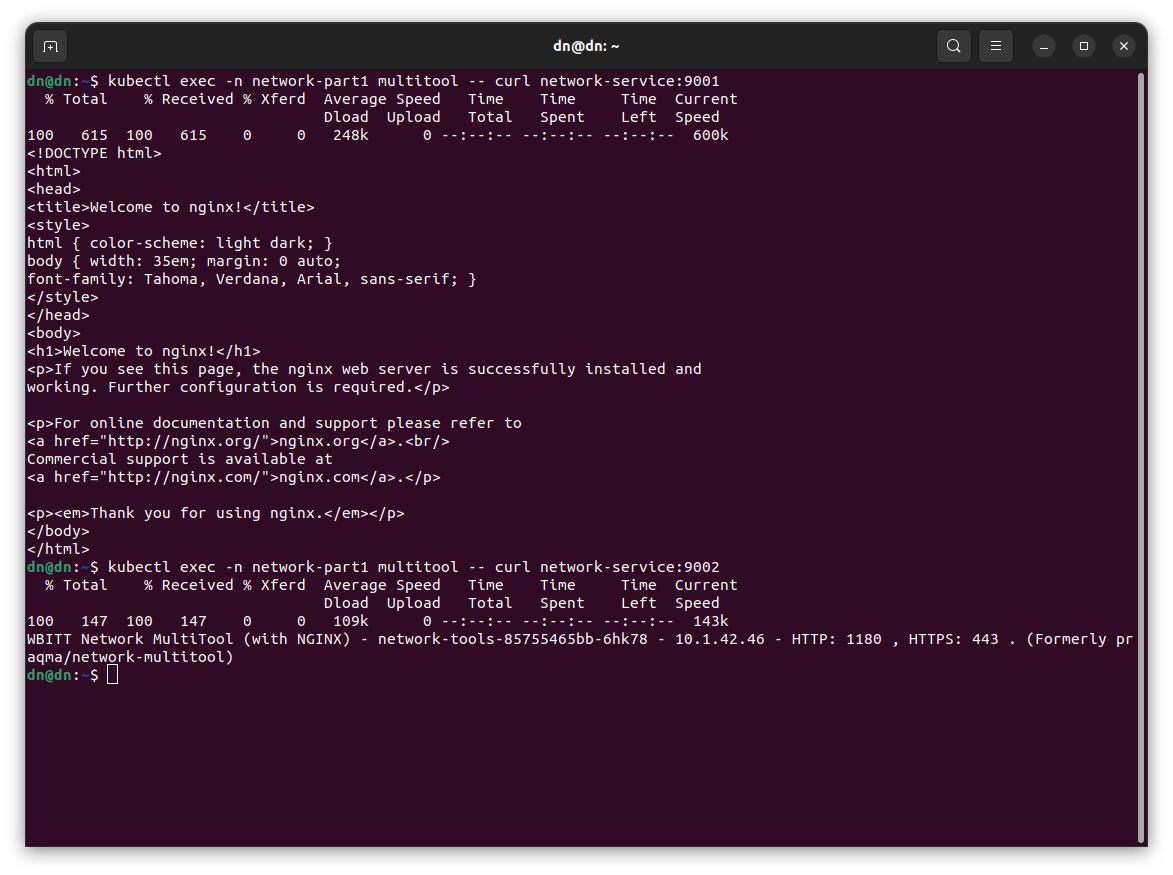 dn@dn: ~
dn@dn:~$ kubectl exec -n network-part1 multitool -- curl network-service:9001
  % Total    % Received % Xferd  Average Speed   Time    Time     Time  Current
                                 Dload  Upload   Total   Spent    Left  Speed
100   615  100   615    0     0   248k      0 --:--:-- --:--:-- --:--:--  600k
<!DOCTYPE html>
<html>
<head>
<title>Welcome to nginx!</title>
<style>
html { color-scheme: light dark; }
body { width: 35em; margin: 0 auto;
font-family: Tahoma, Verdana, Arial, sans-serif; }
</style>
</head>
<body>
<h1>Welcome to nginx!</h1>
<p>If you see this page, the nginx web server is successfully installed and
working. Further configuration is required.</p>

<p>For online documentation and support please refer to
<a href="http://nginx.org/">nginx.org</a>.<br/>
Commercial support is available at
<a href="http://nginx.com/">nginx.com</a>.</p>

<p><em>Thank you for using nginx.</em></p>
</body>
</html>
dn@dn:~$ kubectl exec -n network-part1 multitool -- curl network-service:9002
  % Total    % Received % Xferd  Average Speed   Time    Time     Time  Current
                                 Dload  Upload   Total   Spent    Left  Speed
100   147  100   147    0     0   109k      0 --:--:-- --:--:-- --:--:--  143k
WBITT Network MultiTool (with NGINX) - network-tools-85755465bb-6hk78 - 10.1.42.46 - HTTP: 1180 , HTTPS: 443 . (Formerly pr
aqma/network-multitool)
dn@dn:~$